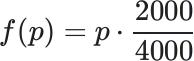 f(p) = p · 2000/4000